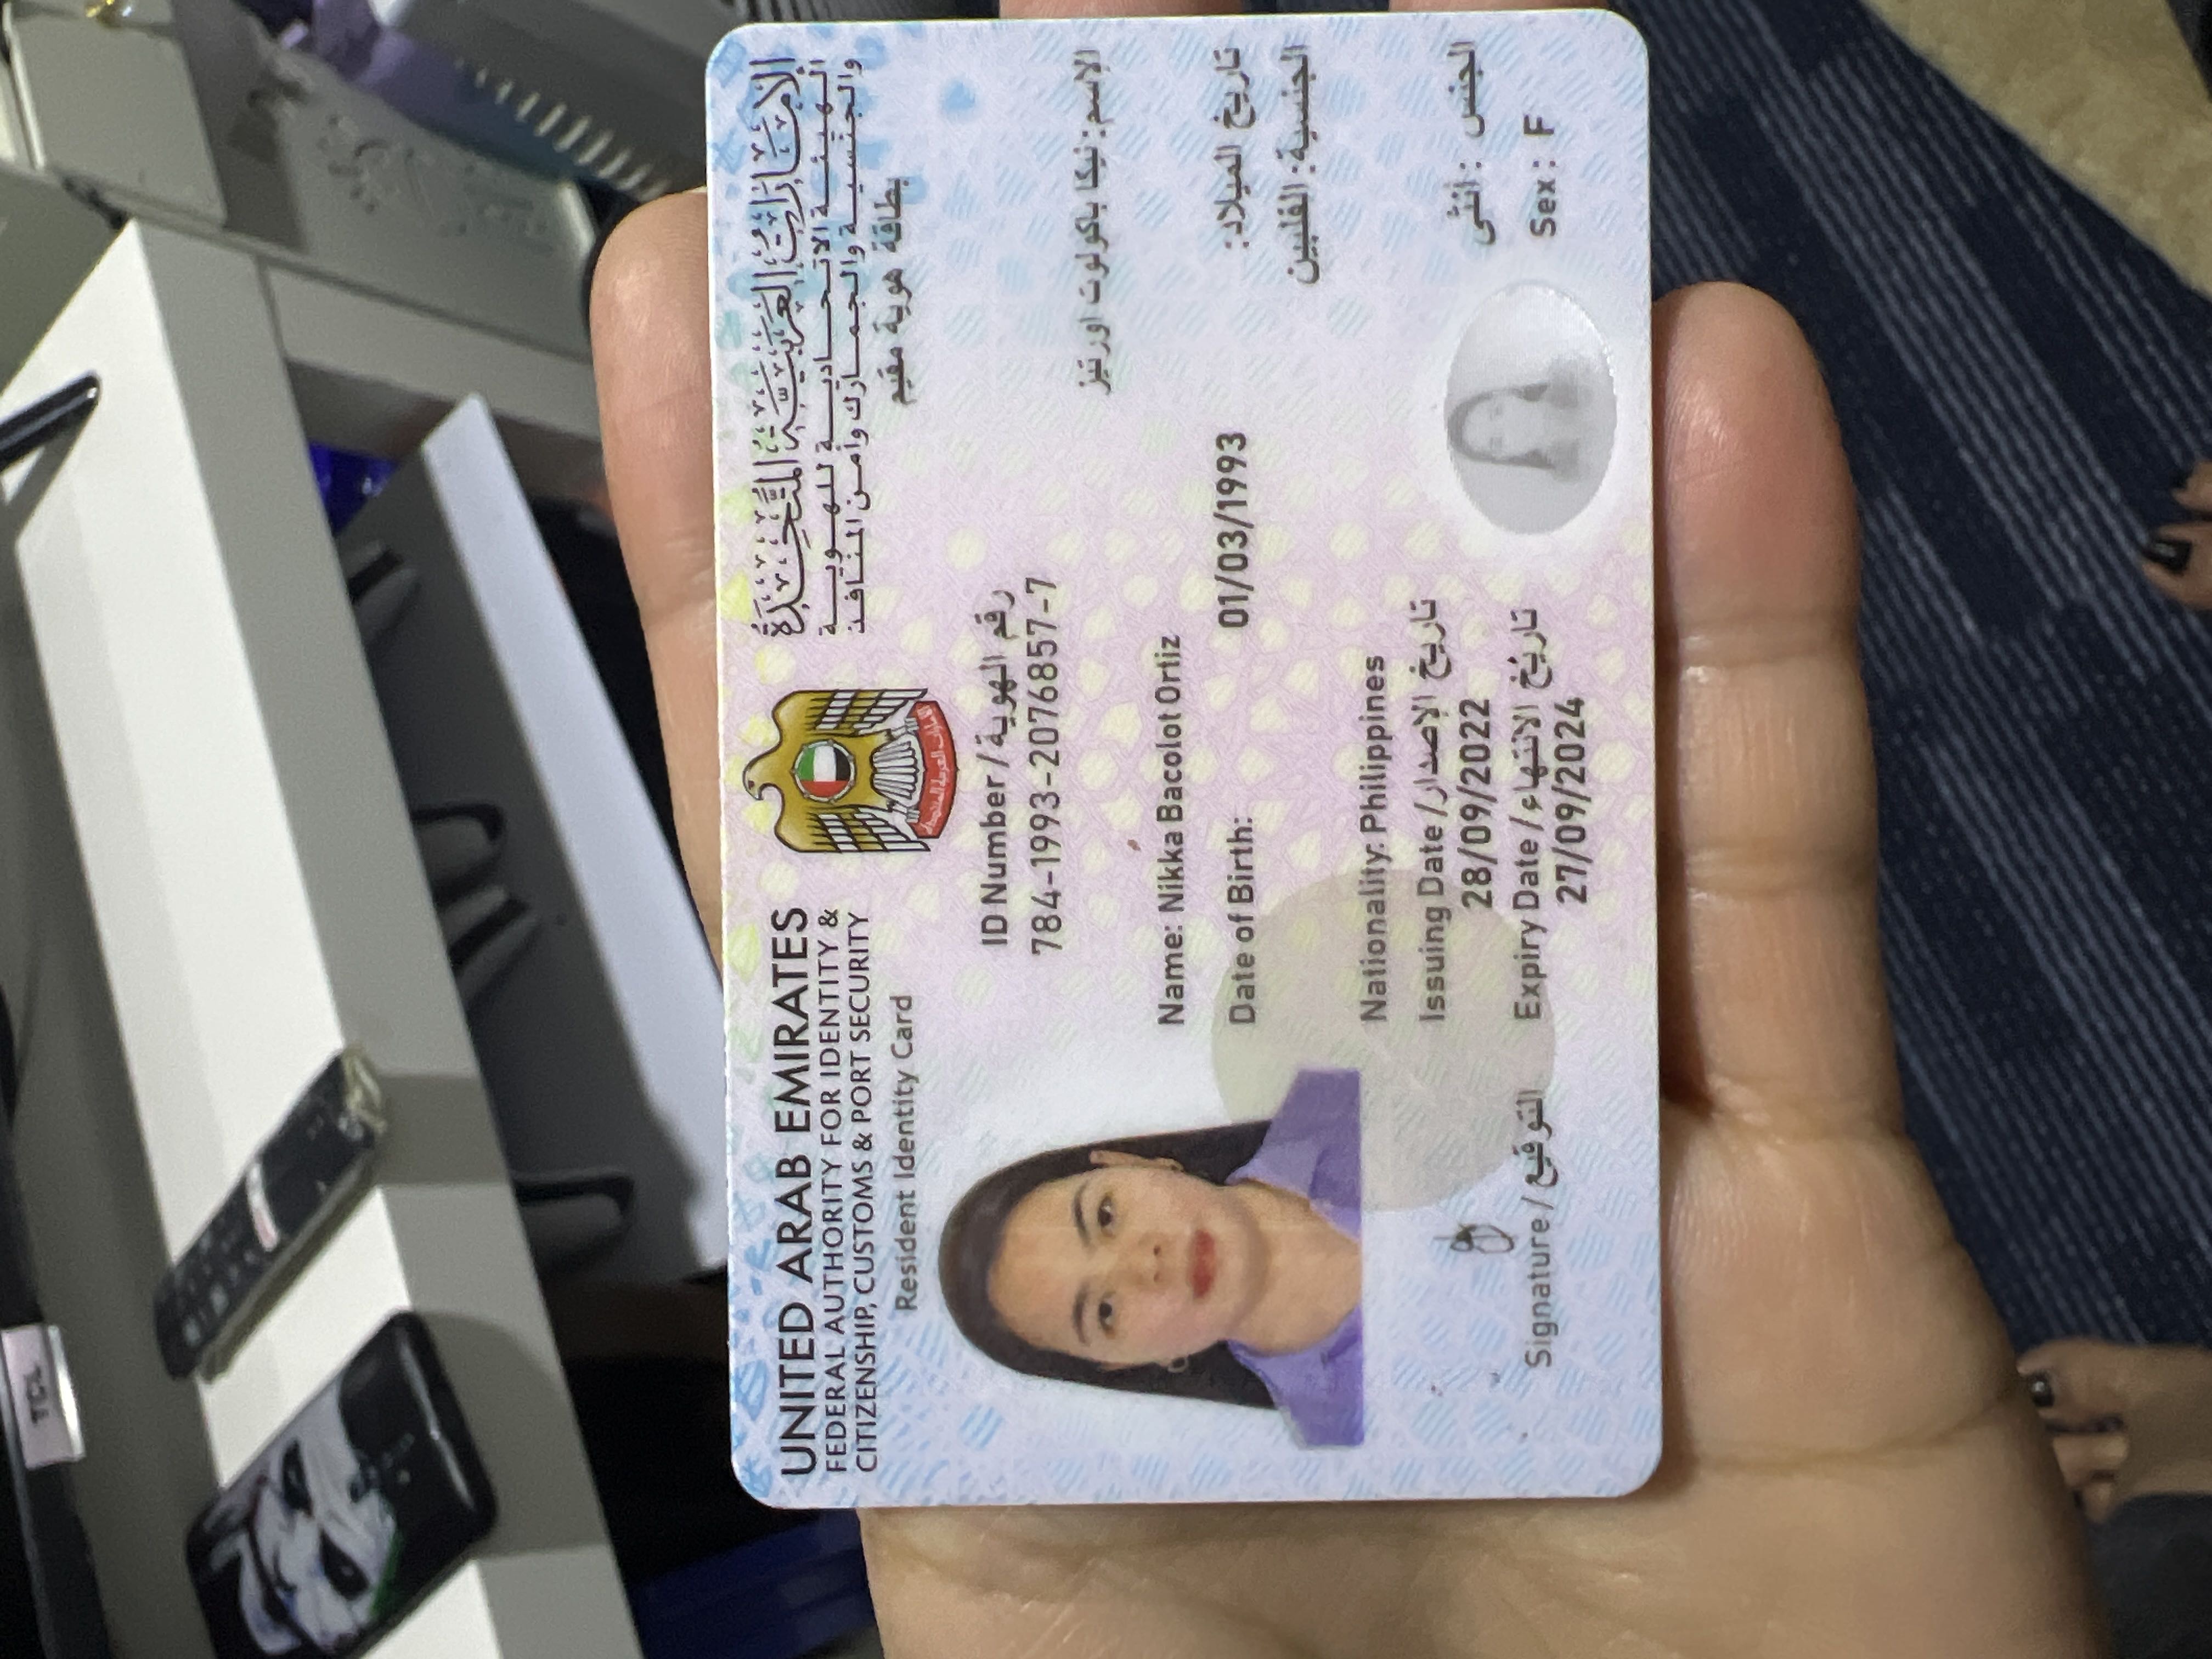 TCL
UNITED ARAB EMIRATES
FEDERAL AUTHORITY FOR IDENTITY &
CITIZENSHIP, CUSTOMS & PORT SECURITY
Resident Identity Card
الإمارات العربية المتحدة
الهيئة الاتحادية للهوية
والجنسية والجمارك وأمن المنافذ
بطاقة هوية مقيم
الإمارات العربية المتحدة
ID Number / رقم الهوية
784-1993-2076857-7
الإسم: نيكا باكولوت اورتيز
Name: Nikka Bacolot Ortiz
Date of Birth: 01/03/1993 تاريخ الميلاد:
الجنسية: الفلبين
Nationality: Philippines
Issuing Date / تاريخ الإصدار
28/09/2022
Expiry Date / تاريخ الانتهاء
27/09/2024
الجنس : أنثى
Sex : F
Signature / التوقيع